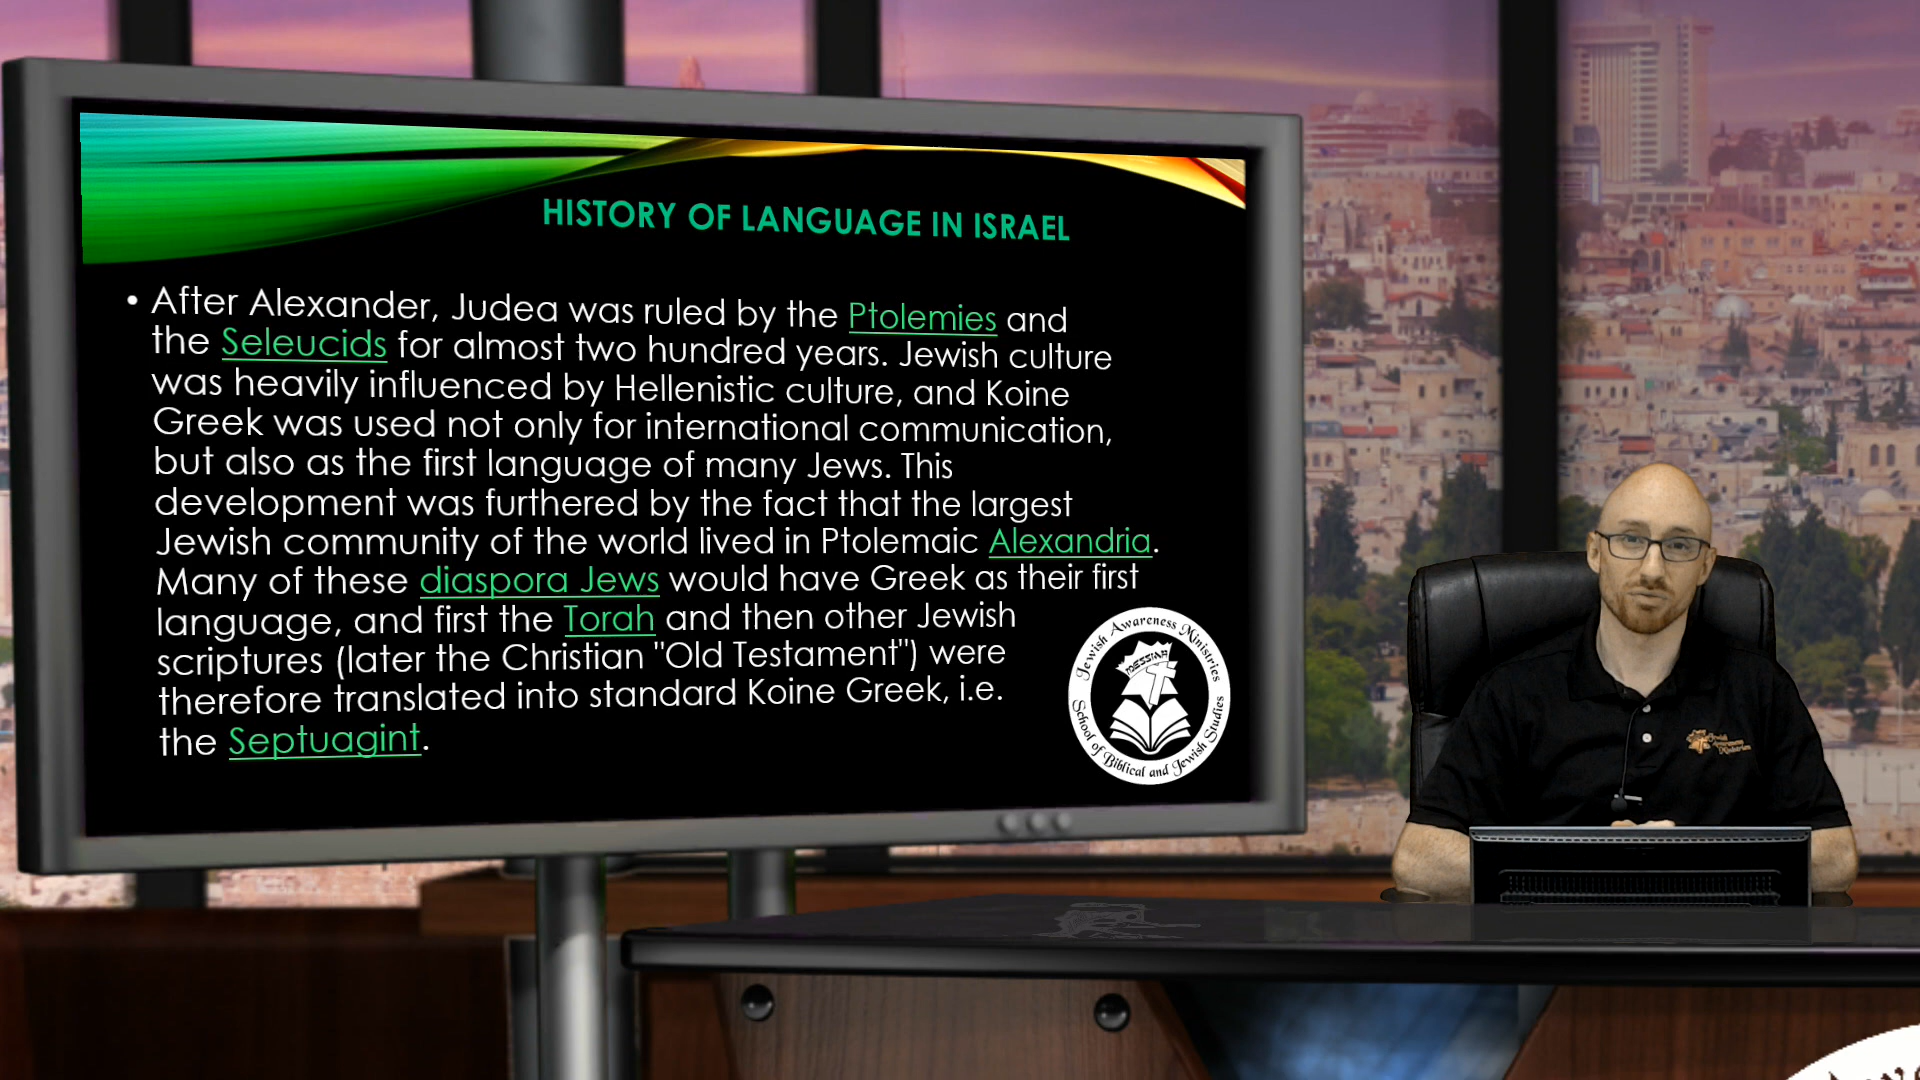 HISTORY OF LANGUAGE IN ISRAEL
• After Alexander, Judea was ruled by the Ptolemies and
the Seleucids for almost two hundred years. Jewish culture
was heavily influenced by Hellenistic culture, and Koine
Greek was used not only for international communication,
but also as the first language of many Jews. This
development was furthered by the fact that the largest
Jewish community of the world lived in Ptolemaic Alexandria.
Many of these diaspora Jews would have Greek as their first
language, and first the Torah and then other Jewish
scriptures (later the Christian "Old Testament") were
therefore translated into standard Koine Greek, i.e.
the Septuagint.
Jewish Awareness Ministries
MESSIAH
School of Biblical and Jewish Studies
Jewish
Awareness
Ministries